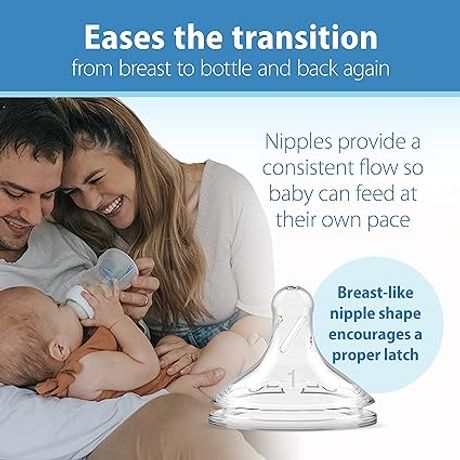 Eases the transition
from breast to bottle and back again
Nipples provide a
consistent flow so
baby can feed at
their own pace
Breast-like
nipple shape
encourages a
proper latch
1